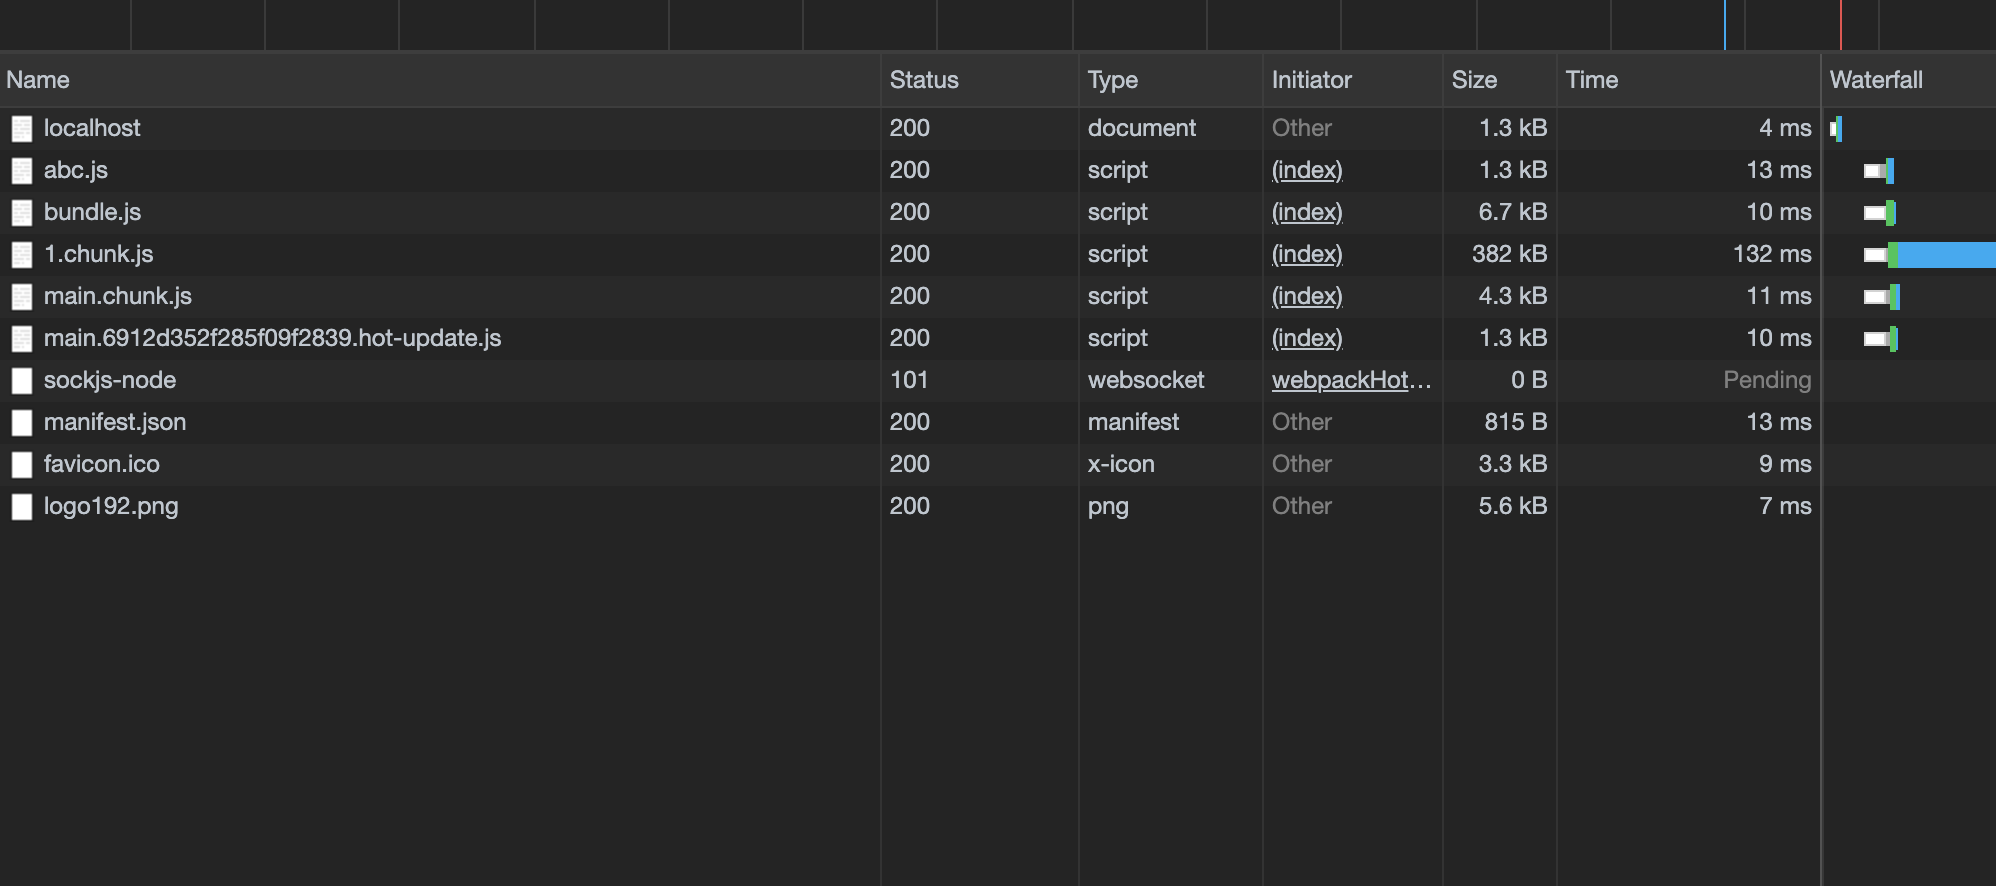 Name Status Type Initiator Size Time Waterfall
localhost 200 document Other 1.3 kB 4 ms
abc.js 200 script (index) 1.3 kB 13 ms
bundle.js 200 script (index) 6.7 kB 10 ms
1.chunk.js 200 script (index) 382 kB 132 ms
main.chunk.js 200 script (index) 4.3 kB 11 ms
main.6912d352f285f09f2839.hot-update.js 200 script (index) 1.3 kB 10 ms
sockjs-node 101 websocket webpackHot... 0 B Pending
manifest.json 200 manifest Other 815 B 13 ms
favicon.ico 200 x-icon Other 3.3 kB 9 ms
logo192.png 200 png Other 5.6 kB 7 ms